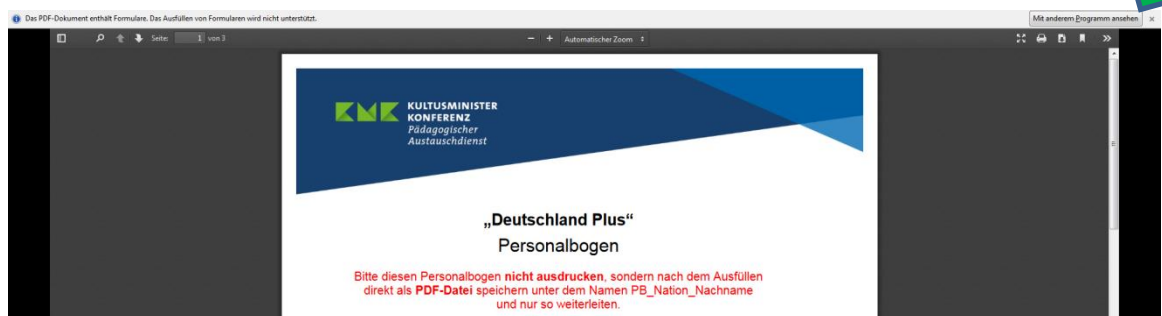 Das PDF-Dokument enthält Formulare. Das Ausfüllen von Formularen wird nicht unterstützt.
Mit anderem Programm ansehen ×
Seite: 1 von 3
− + Automatischer Zoom
KULTUSMINISTER
KONFERENZ
Pädagogischer
Austauschdienst
„Deutschland Plus“
Personalbogen
Bitte diesen Personalbogen nicht ausdrucken, sondern nach dem Ausfüllen
direkt als PDF-Datei speichern unter dem Namen PB_Nation_Nachname
und nur so weiterleiten.